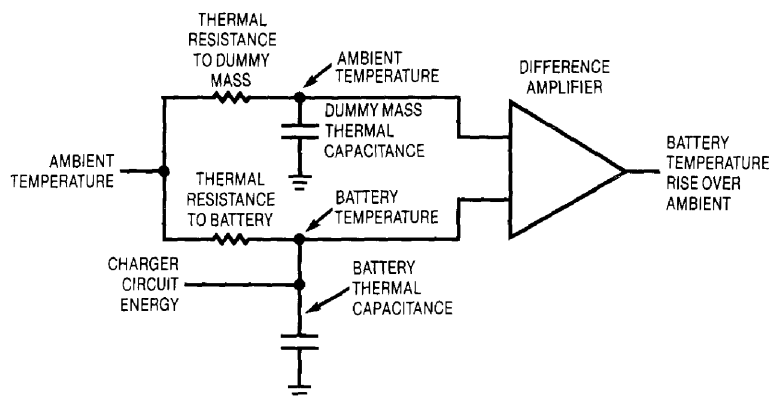 THERMAL
RESISTANCE
TO DUMMY
MASS
AMBIENT
TEMPERATURE
DIFFERENCE
AMPLIFIER
DUMMY MASS
THERMAL
CAPACITANCE
AMBIENT
TEMPERATURE
BATTERY
TEMPERATURE
RISE OVER
AMBIENT
THERMAL
RESISTANCE
TO BATTERY
BATTERY
TEMPERATURE
CHARGER
CIRCUIT
ENERGY
BATTERY
THERMAL
CAPACITANCE